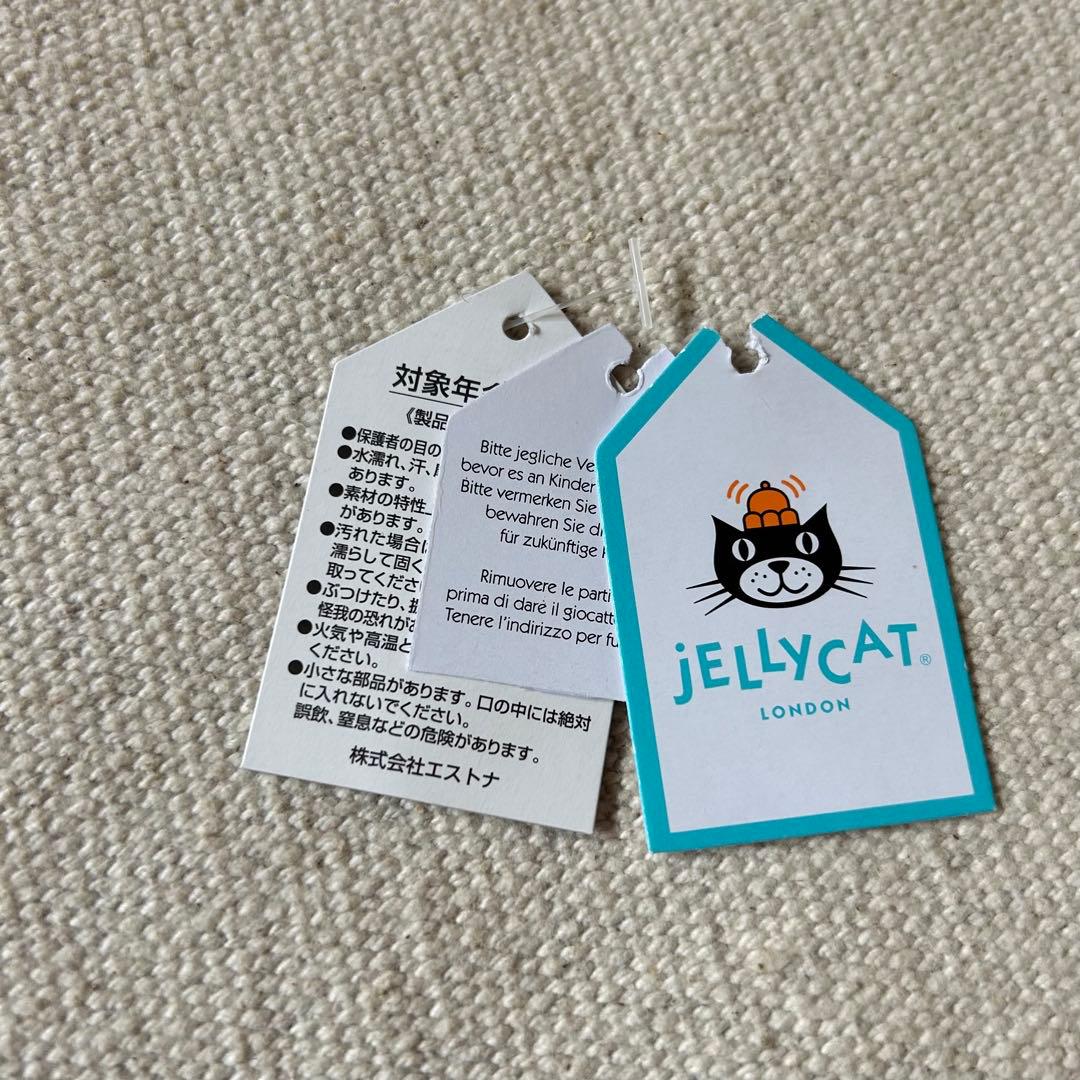 対象年
《製品
●保護者の目の
●水濡れ、汗、
あります。
●素材の特性
があります。
●汚れた場合
濡らして固く
取ってくださ
●ぶつけたり、
怪我の恐れが
●火気や高温と
ください。
●小さな部品があります。口の中には絶対
に入れないでください。
誤飲、窒息などの危険があります。
株式会社エストナ
Bitte jegliche Ve
bevor es an Kinder
Bitte vermerken Sie
bewahren Sie di
für zukünftige
Rimuovere le parti
prima di dare il giocatt
Tenere l'indirizzo per fu
jELLYCAT®
LONDON